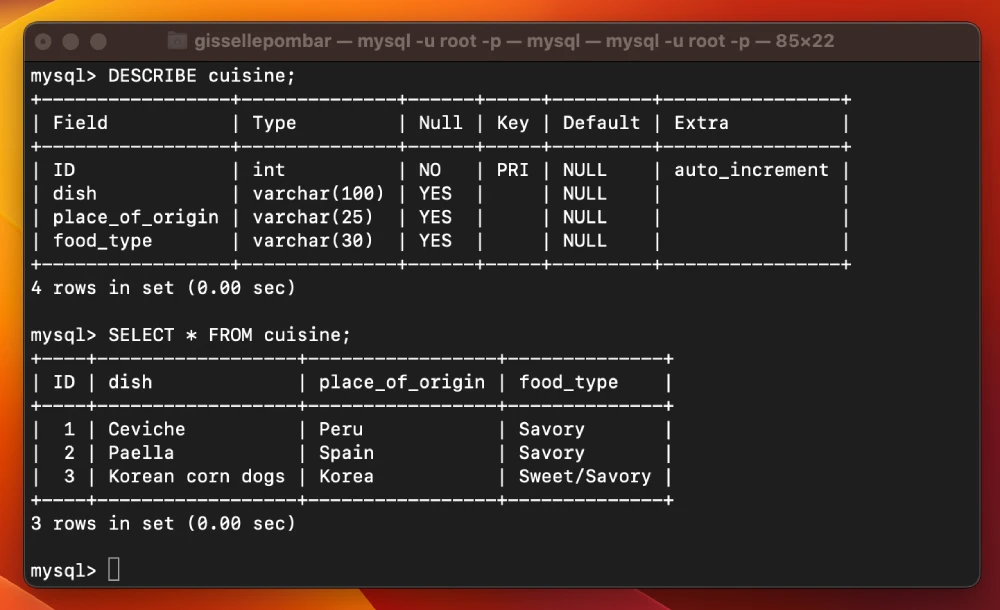 gissellepombar — mysql -u root -p — mysql — mysql -u root -p — 85×22
mysql> DESCRIBE cuisine;
+-----------------+--------------+------+-----+---------+----------------+
| Field           | Type         | Null | Key | Default | Extra          |
+-----------------+--------------+------+-----+---------+----------------+
| ID              | int          | NO   | PRI | NULL    | auto_increment |
| dish            | varchar(100) | YES  |     | NULL    |                |
| place_of_origin | varchar(25)  | YES  |     | NULL    |                |
| food_type       | varchar(30)  | YES  |     | NULL    |                |
+-----------------+--------------+------+-----+---------+----------------+
4 rows in set (0.00 sec)
mysql> SELECT * FROM cuisine;
+----+------------------+-----------------+--------------+
| ID | dish             | place_of_origin | food_type    |
+----+------------------+-----------------+--------------+
|  1 | Ceviche          | Peru            | Savory       |
|  2 | Paella           | Spain           | Savory       |
|  3 | Korean corn dogs | Korea           | Sweet/Savory |
+----+------------------+-----------------+--------------+
3 rows in set (0.00 sec)
mysql>